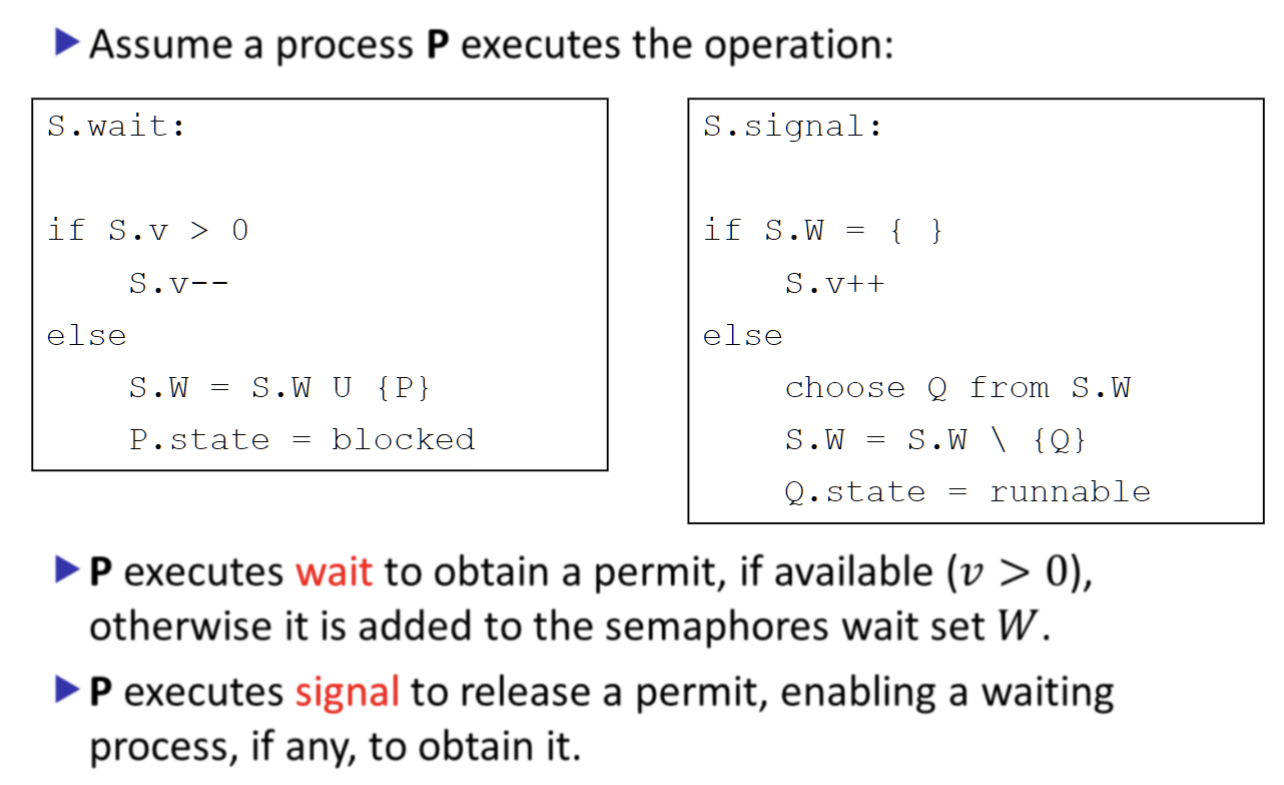 Assume a process P executes the operation:
S.wait:
if S.v > 0
S.v--
else
S.W = S.W U {P}
P.state = blocked
S.signal:
if S.W = { }
S.v++
else
choose Q from S.W
S.W = S.W \ {Q}
Q.state = runnable
P executes wait to obtain a permit, if available (v > 0),
otherwise it is added to the semaphores wait set W.
P executes signal to release a permit, enabling a waiting
process, if any, to obtain it.